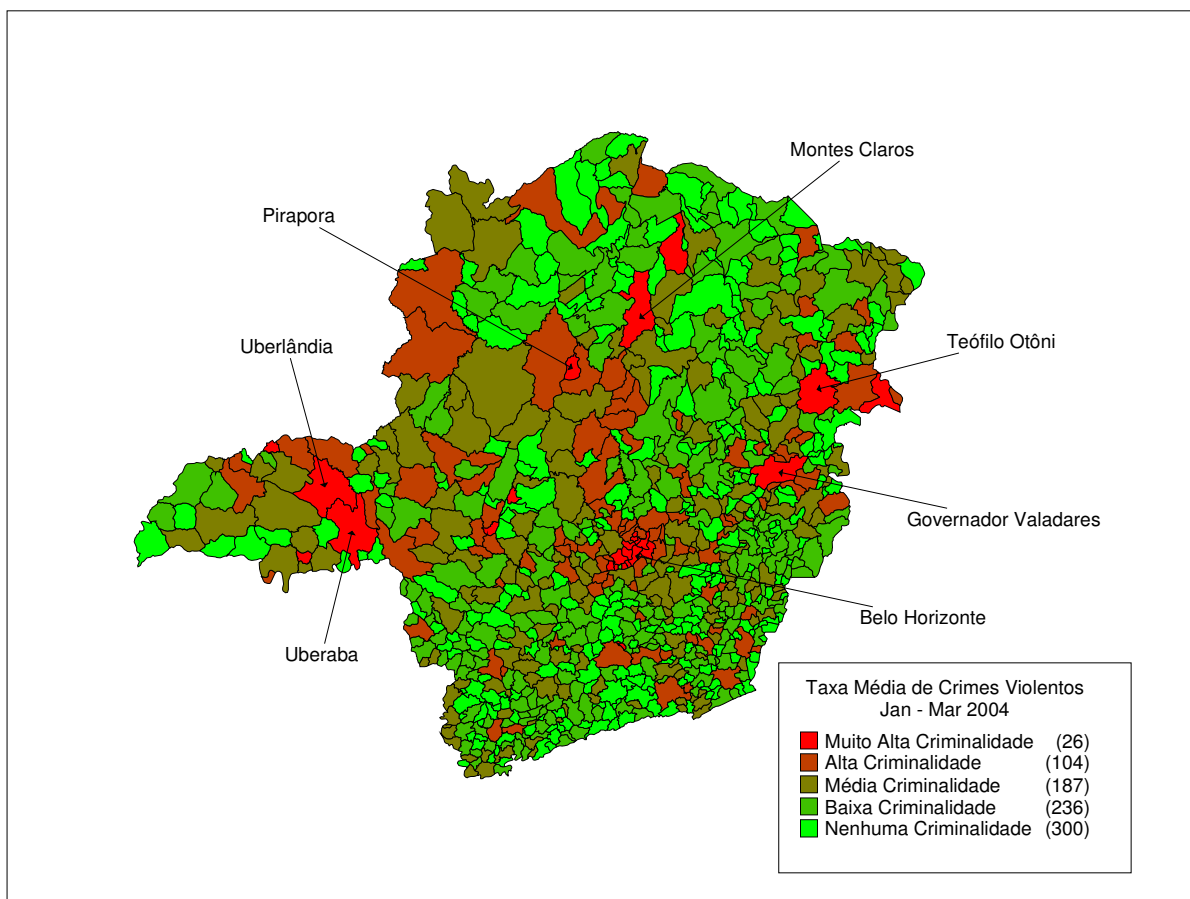 Montes Claros
Pirapora
Uberlândia
Teófilo Otôni
Governador Valadares
Belo Horizonte
Uberaba
Taxa Média de Crimes Violentos
Jan - Mar 2004
Muito Alta Criminalidade (26)
Alta Criminalidade (104)
Média Criminalidade (187)
Baixa Criminalidade (236)
Nenhuma Criminalidade (300)